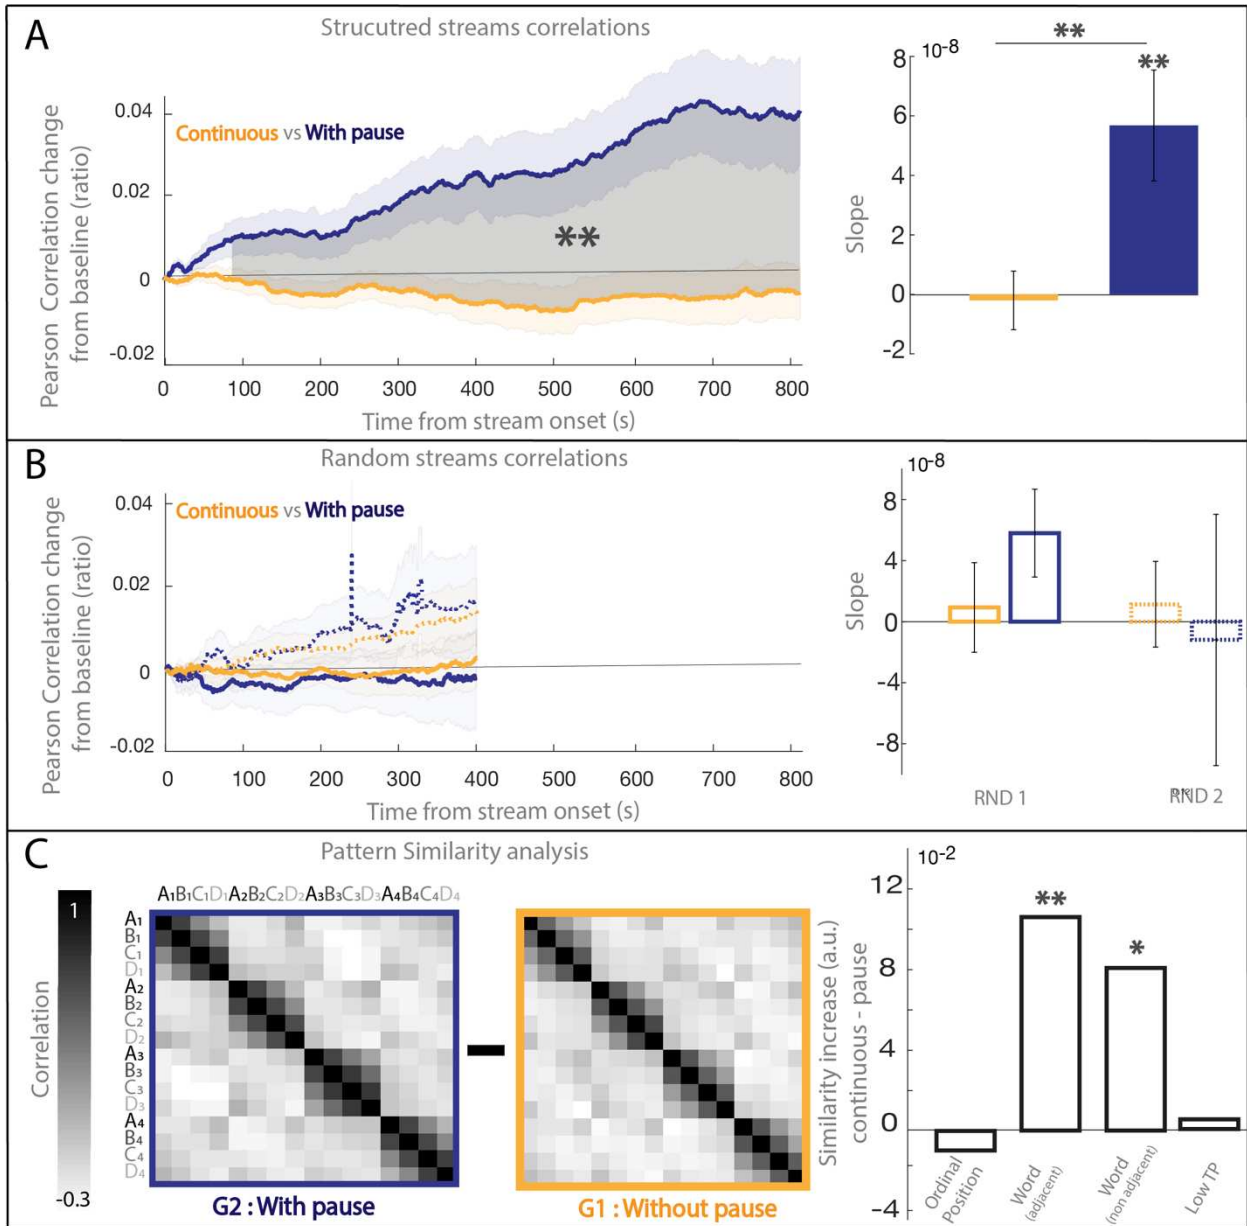 A
Strucutred streams correlations
Pearson Correlation change
from baseline (ratio)
0.04
0.02
0
-0.02
Continuous vs With pause
**
0 100 200 300 400 500 600 700 800
Time from stream onset (s)
10-8
**
**
Slope
8
6
4
2
0
-2
B
Random streams correlations
Pearson Correlation change
from baseline (ratio)
0.04
0.02
0
-0.02
Continuous vs With pause
0 100 200 300 400 500 600 700 800
Time from stream onset (s)
10-8
Slope
8
4
0
-4
-8
RND 1 RND 2
C
Pattern Similarity analysis
1
Correlation
-0.3
A1B1C1D1A2B2C2D2A3B3C3D3A4B4C4D4
A1
B1
C1
D1
A2
B2
C2
D2
A3
B3
C3
D3
A4
B4
C4
D4
G2 : With pause
G1 : Without pause
Similarity increase (a.u.)
continuous - pause
10-2
12
8
4
0
-4
**
*
Ordinal
Position
Word
(adjacent)
Word
(non adjacent)
Low TP